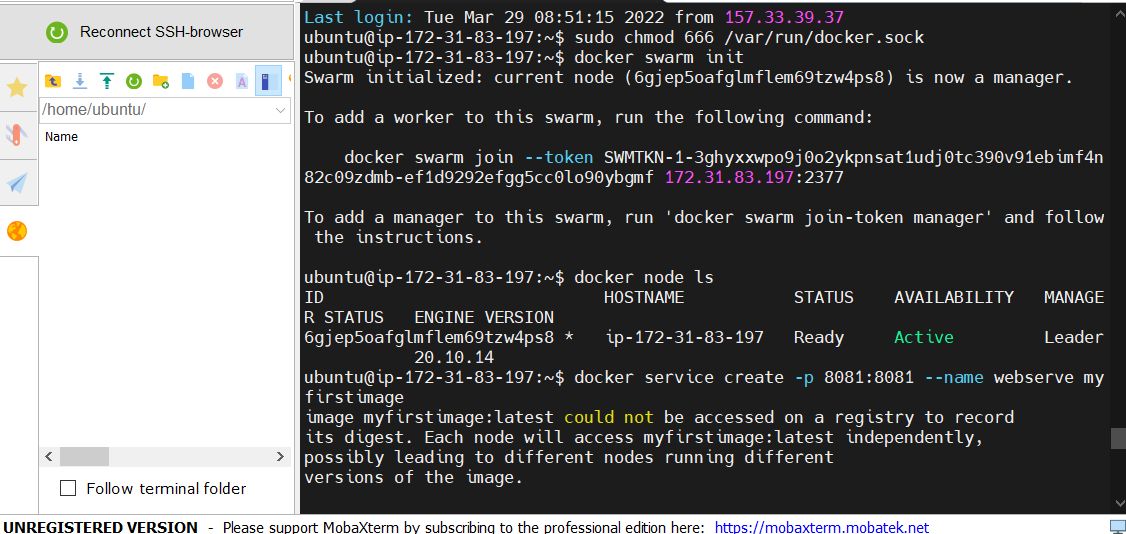 Reconnect SSH-browser
/home/ubuntu/
Name
Follow terminal folder
Last login: Tue Mar 29 08:51:15 2022 from 157.33.39.37
ubuntu@ip-172-31-83-197:~$ sudo chmod 666 /var/run/docker.sock
ubuntu@ip-172-31-83-197:~$ docker swarm init
Swarm initialized: current node (6gjep5oafglmflem69tzw4ps8) is now a manager.
To add a worker to this swarm, run the following command:
docker swarm join --token SWMTKN-1-3ghyxxwpo9j0o2ykpnsat1udj0tc390v91ebimf4n
82c09zdmb-ef1d9292efgg5cc0lo90ybgmf 172.31.83.197:2377
To add a manager to this swarm, run 'docker swarm join-token manager' and follow
the instructions.
ubuntu@ip-172-31-83-197:~$ docker node ls
ID HOSTNAME STATUS AVAILABILITY MANAGE
R STATUS ENGINE VERSION
6gjep5oafglmflem69tzw4ps8 * ip-172-31-83-197 Ready Active Leader
20.10.14
ubuntu@ip-172-31-83-197:~$ docker service create -p 8081:8081 --name webserve my
firstimage
image myfirstimage:latest could not be accessed on a registry to record
its digest. Each node will access myfirstimage:latest independently,
possibly leading to different nodes running different
versions of the image.
UNREGISTERED VERSION - Please support MobaXterm by subscribing to the professional edition here: https://mobaxterm.mobatek.net